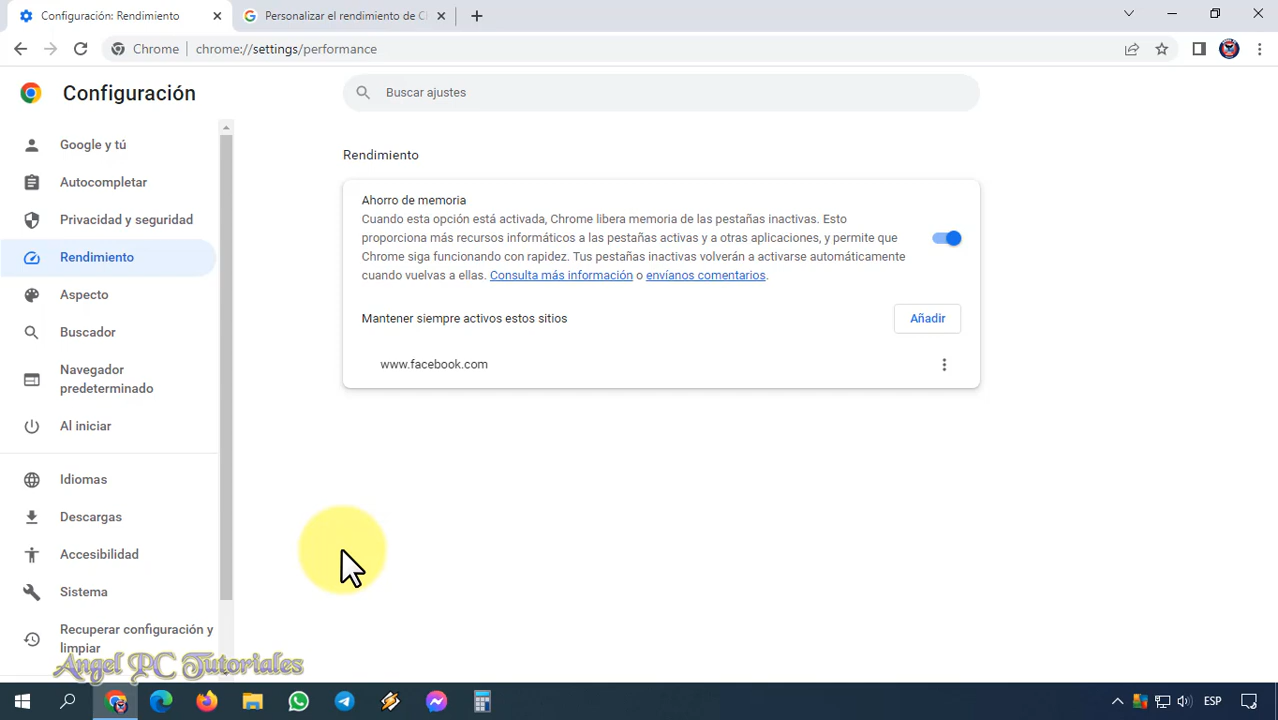 Configuración: Rendimiento
Personalizar el rendimiento de C
Chrome
chrome://settings/performance
Configuración
Buscar ajustes
Google y tú
Autocompletar
Privacidad y seguridad
Rendimiento
Aspecto
Buscador
Navegador
predeterminado
Al iniciar
Idiomas
Descargas
Accesibilidad
Sistema
Recuperar configuración y
limpiar
Rendimiento
Ahorro de memoria
Cuando esta opción está activada, Chrome libera memoria de las pestañas inactivas. Esto
proporciona más recursos informáticos a las pestañas activas y a otras aplicaciones, y permite que
Chrome siga funcionando con rapidez. Tus pestañas inactivas volverán a activarse automáticamente
cuando vuelvas a ellas. Consulta más información o envíanos comentarios.
Mantener siempre activos estos sitios
Añadir
www.facebook.com
Angel PC Tutoriales
ESP